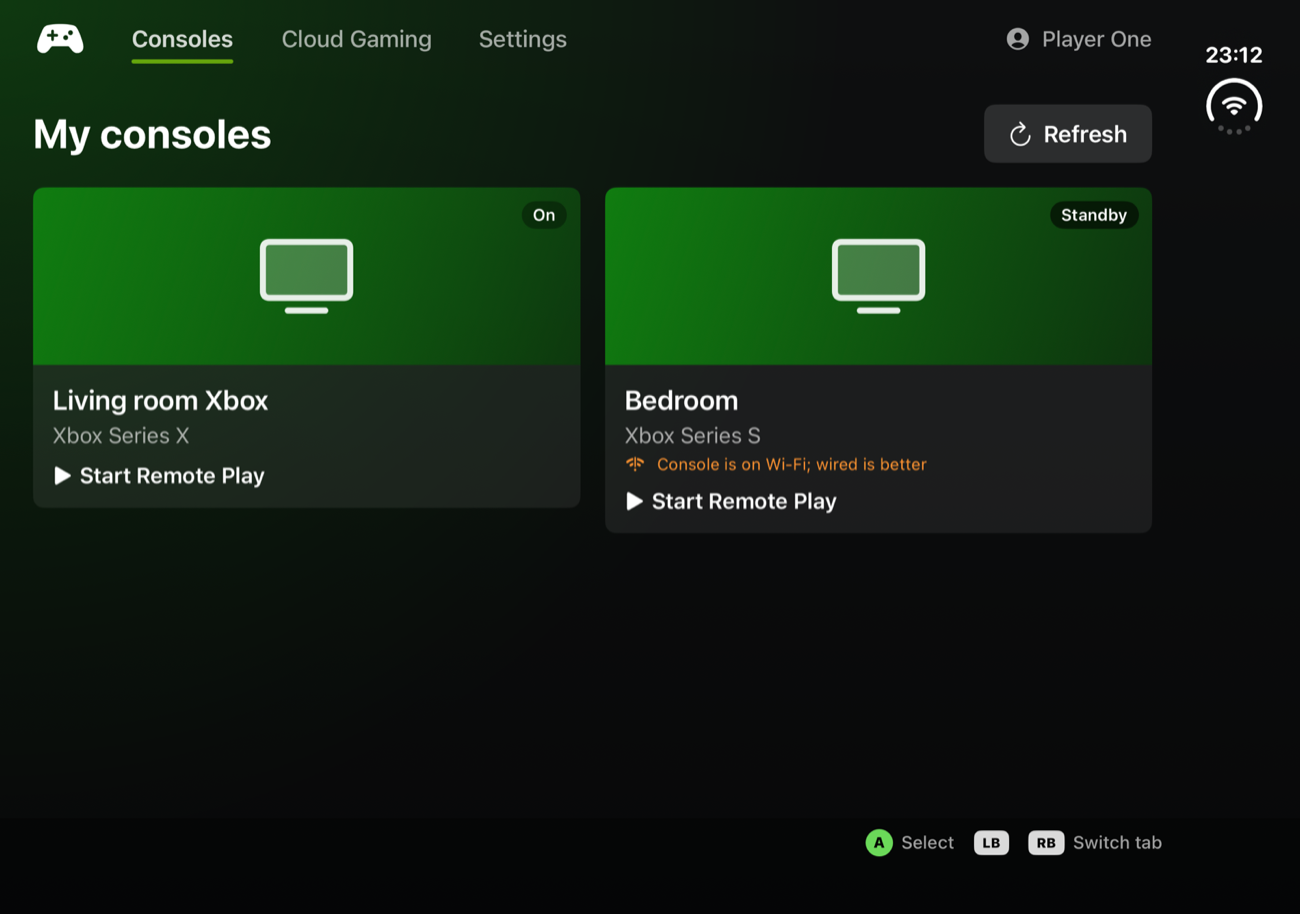 Consoles
Cloud Gaming
Settings
Player One
23:12
My consoles
Refresh
On
Living room Xbox
Xbox Series X
Start Remote Play
Standby
Bedroom
Xbox Series S
Console is on Wi-Fi; wired is better
Start Remote Play
A Select LB RB Switch tab